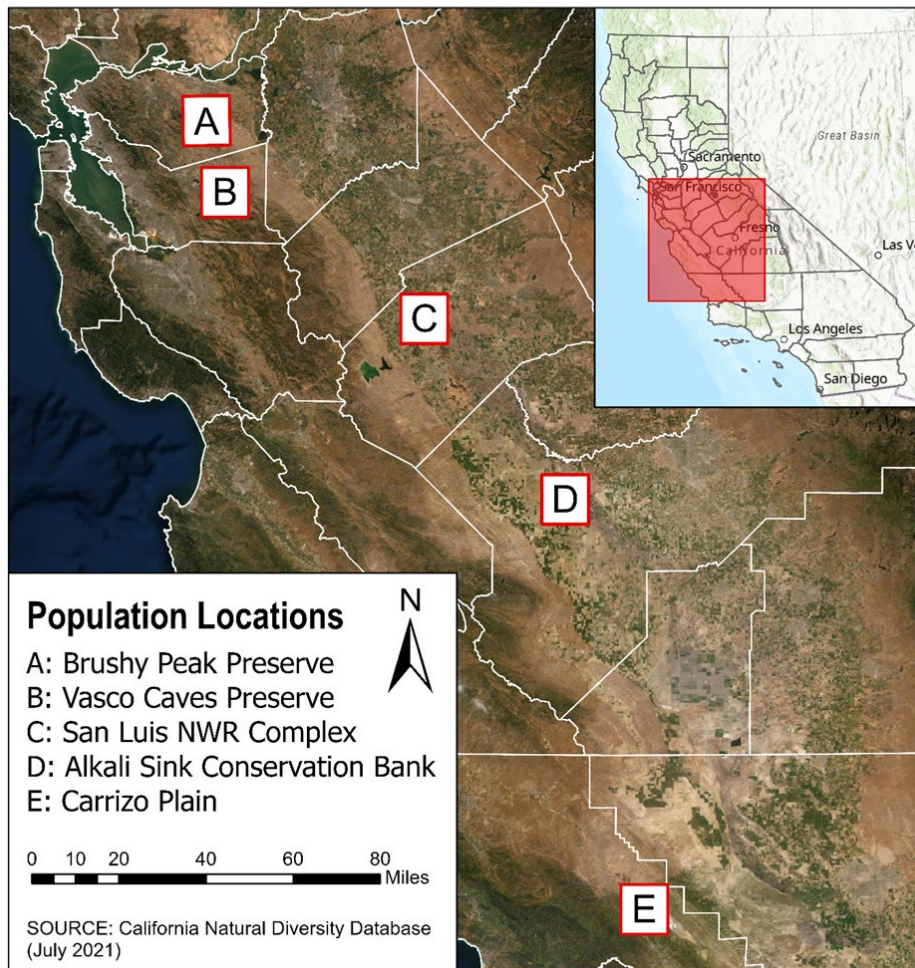 A
B
C
D
E
Sacramento
Great Basin
San Francisco
Fresno
California
Las V
Los Angeles
San Diego
Population Locations
N
A: Brushy Peak Preserve
B: Vasco Caves Preserve
C: San Luis NWR Complex
D: Alkali Sink Conservation Bank
E: Carrizo Plain
0 10 20 40 60 80
Miles
SOURCE: California Natural Diversity Database
(July 2021)